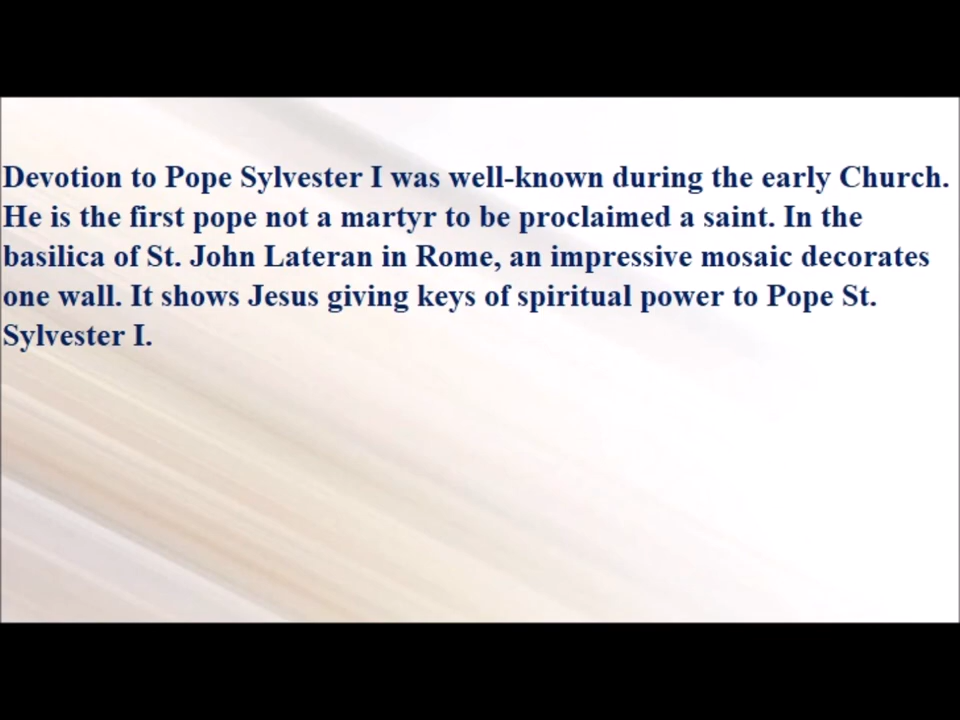 Devotion to Pope Sylvester I was well-known during the early Church.
He is the first pope not a martyr to be proclaimed a saint. In the
basilica of St. John Lateran in Rome, an impressive mosaic decorates
one wall. It shows Jesus giving keys of spiritual power to Pope St.
Sylvester I.